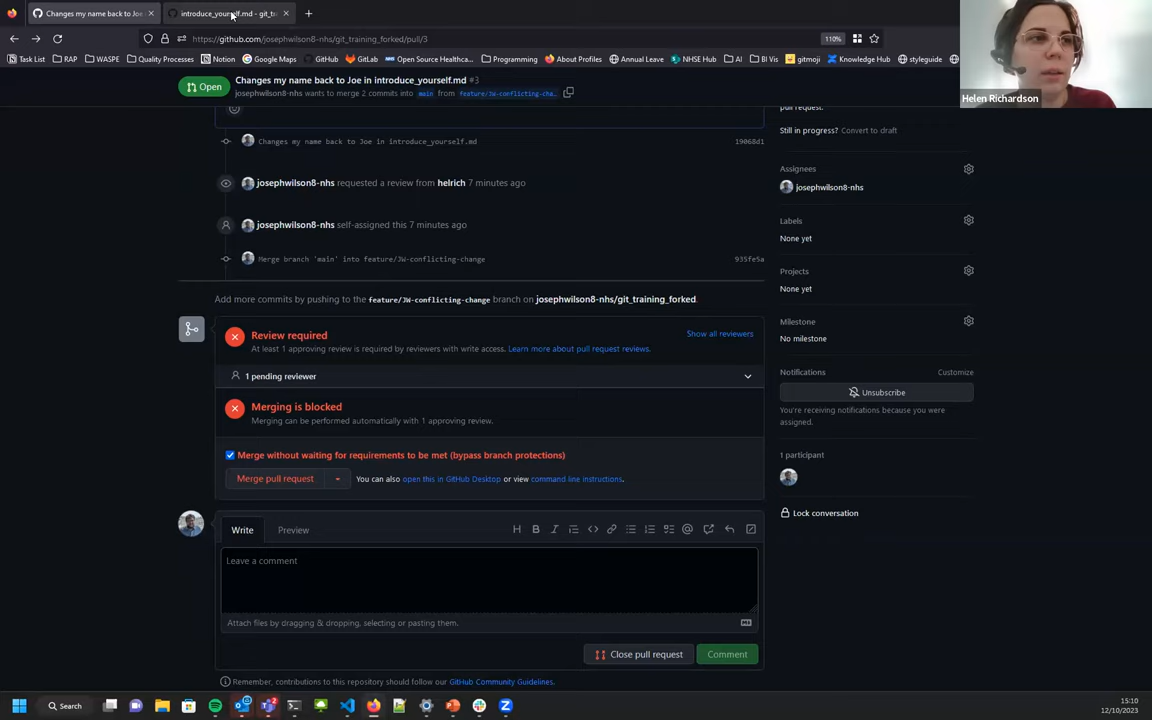 Changes my name back to Joe
introduce_yourself.md - git_tr
https://github.com/josephwilson8-nhs/git_training_forked/pull/3
110%
Task List
RAP
WASPE
Quality Processes
Notion
Google Maps
GitHub
GitLab
Open Source Healthcar...
Programming
About Profiles
Annual Leave
NHSE Hub
AI
BI Vis
gitmoji
Knowledge Hub
styleguide
Helen Richardson
Open
Changes my name back to Joe in introduce_yourself.md #3
josephwilson8-nhs wants to merge 2 commits into main from feature/JW-conflicting-cha...
pull request.
Still in progress? Convert to draft
Changes my name back to Joe in introduce_yourself.md
19068d1
josephwilson8-nhs requested a review from helrich 7 minutes ago
josephwilson8-nhs self-assigned this 7 minutes ago
Merge branch 'main' into feature/JW-conflicting-change
935fe5a
Add more commits by pushing to the feature/JW-conflicting-change branch on josephwilson8-nhs/git_training_forked.
Review required
Show all reviewers
At least 1 approving review is required by reviewers with write access. Learn more about pull request reviews.
1 pending reviewer
Merging is blocked
Merging can be performed automatically with 1 approving review.
Merge without waiting for requirements to be met (bypass branch protections)
Merge pull request
You can also open this in GitHub Desktop or view command line instructions.
Write
Preview
Leave a comment
Attach files by dragging & dropping, selecting or pasting them.
Close pull request
Comment
Remember, contributions to this repository should follow our GitHub Community Guidelines.
Assignees
josephwilson8-nhs
Labels
None yet
Projects
None yet
Milestone
No milestone
Notifications
Customize
Unsubscribe
You're receiving notifications because you were
assigned.
1 participant
Lock conversation
Search
15:10
12/10/2023